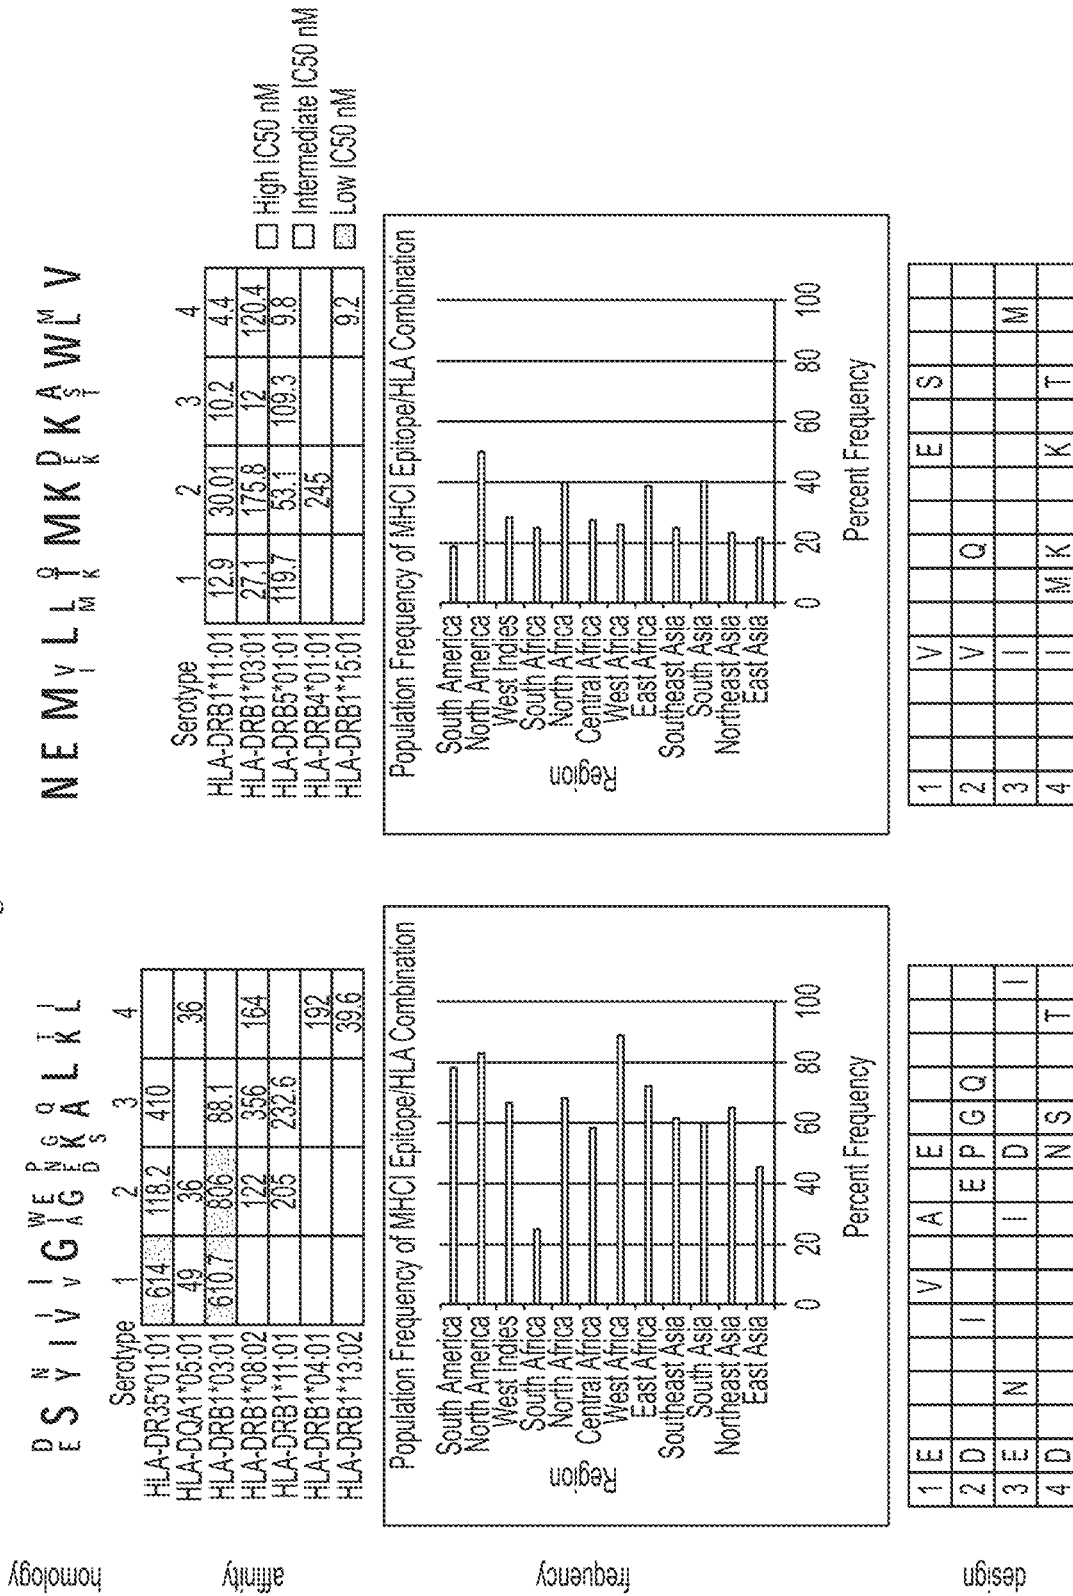 homology
affinity
frequency
design
Serotype 1 2 3 4
HLA-DR35*01:01 614 118.2 410
HLA-DQA1*05:01 49 36 36
HLA-DRB1*03:01 610.7 806 88.1
HLA-DRB1*08:02 122 356 164
HLA-DRB1*11:01 205 232.6
HLA-DRB1*04:01 192
HLA-DRB1*13:02 39.6
Population Frequency of MHCI Epitope/HLA Combination
Region
South America
North America
West Indies
South Africa
North Africa
Central Africa
West Africa
East Africa
Southeast Asia
South Asia
Northeast Asia
East Asia
0 20 40 60 80 100
Percent Frequency
1 E V A E
2 D I E P G Q
3 E N I D I
4 D N S T
N E M V L L Q M K D K A W L V
I M T K E K S T M
Serotype 1 2 3 4
HLA-DRB1*11:01 12.9 30.01 10.2 4.4
HLA-DRB1*03:01 27.1 175.8 12 120.4
HLA-DRB5*01:01 119.7 53.1 109.3 9.8
HLA-DRB4*01:01 245
HLA-DRB1*15:01 9.2
High IC50 nM
Intermediate IC50 nM
Low IC50 nM
Population Frequency of MHCI Epitope/HLA Combination
Region
South America
North America
West Indies
South Africa
North Africa
Central Africa
West Africa
East Africa
Southeast Asia
South Asia
Northeast Asia
East Asia
0 20 40 60 80 100
Percent Frequency
1 V E S
2 V Q
3 I M
4 I M K K T